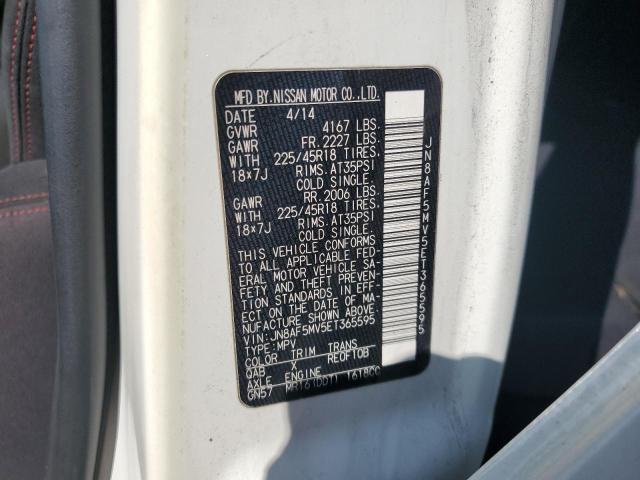 MFD BY.NISSAN MOTOR CO.,LTD.
DATE 4/14
GVWR 4167 LBS.
GAWR FR. 2227 LBS.
WITH 225/45R18 TIRES.
18×7J RIMS. AT35PSI
COLD SINGLE.
GAWR RR. 2006 LBS.
WITH 225/45R18 TIRES.
18×7J RIMS. AT35PSI
COLD SINGLE.
THIS VEHICLE CONFORMS
TO ALL APPLICABLE FED-
ERAL MOTOR VEHICLE SA-
FETY AND THEFT PREVEN-
TION STANDARDS IN EFF-
ECT ON THE DATE OF MA-
NUFACTURE SHOWN ABOVE.
VIN: JN8AF5MV5ET365595
TYPE: MPV
COLOR TRIM TRANS
QAB X REOFTOB
AXLE ENGINE
GN57 MR16(DDT) 1618CC
JN8AF5MV5ET365595